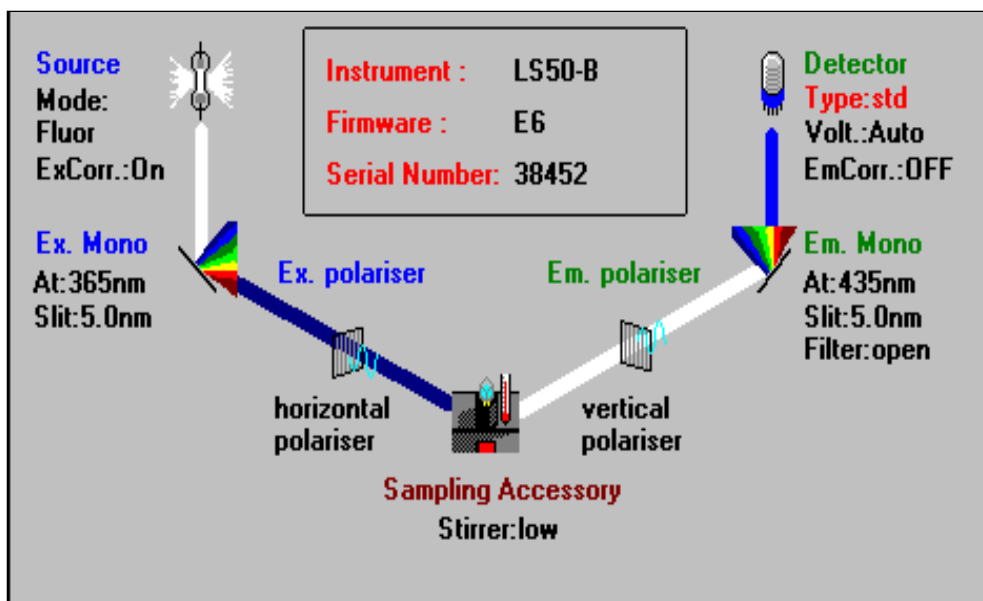 Source
Mode:
Fluor
ExCorr.:On
Instrument : LS50-B
Firmware : E6
Serial Number: 38452
Detector
Type:std
Volt.:Auto
EmCorr.:OFF
Ex. Mono
At:365nm
Slit:5.0nm
Ex. polariser
Em. polariser
Em. Mono
At:435nm
Slit:5.0nm
Filter:open
horizontal
polariser
vertical
polariser
Sampling Accessory
Stirrer:low